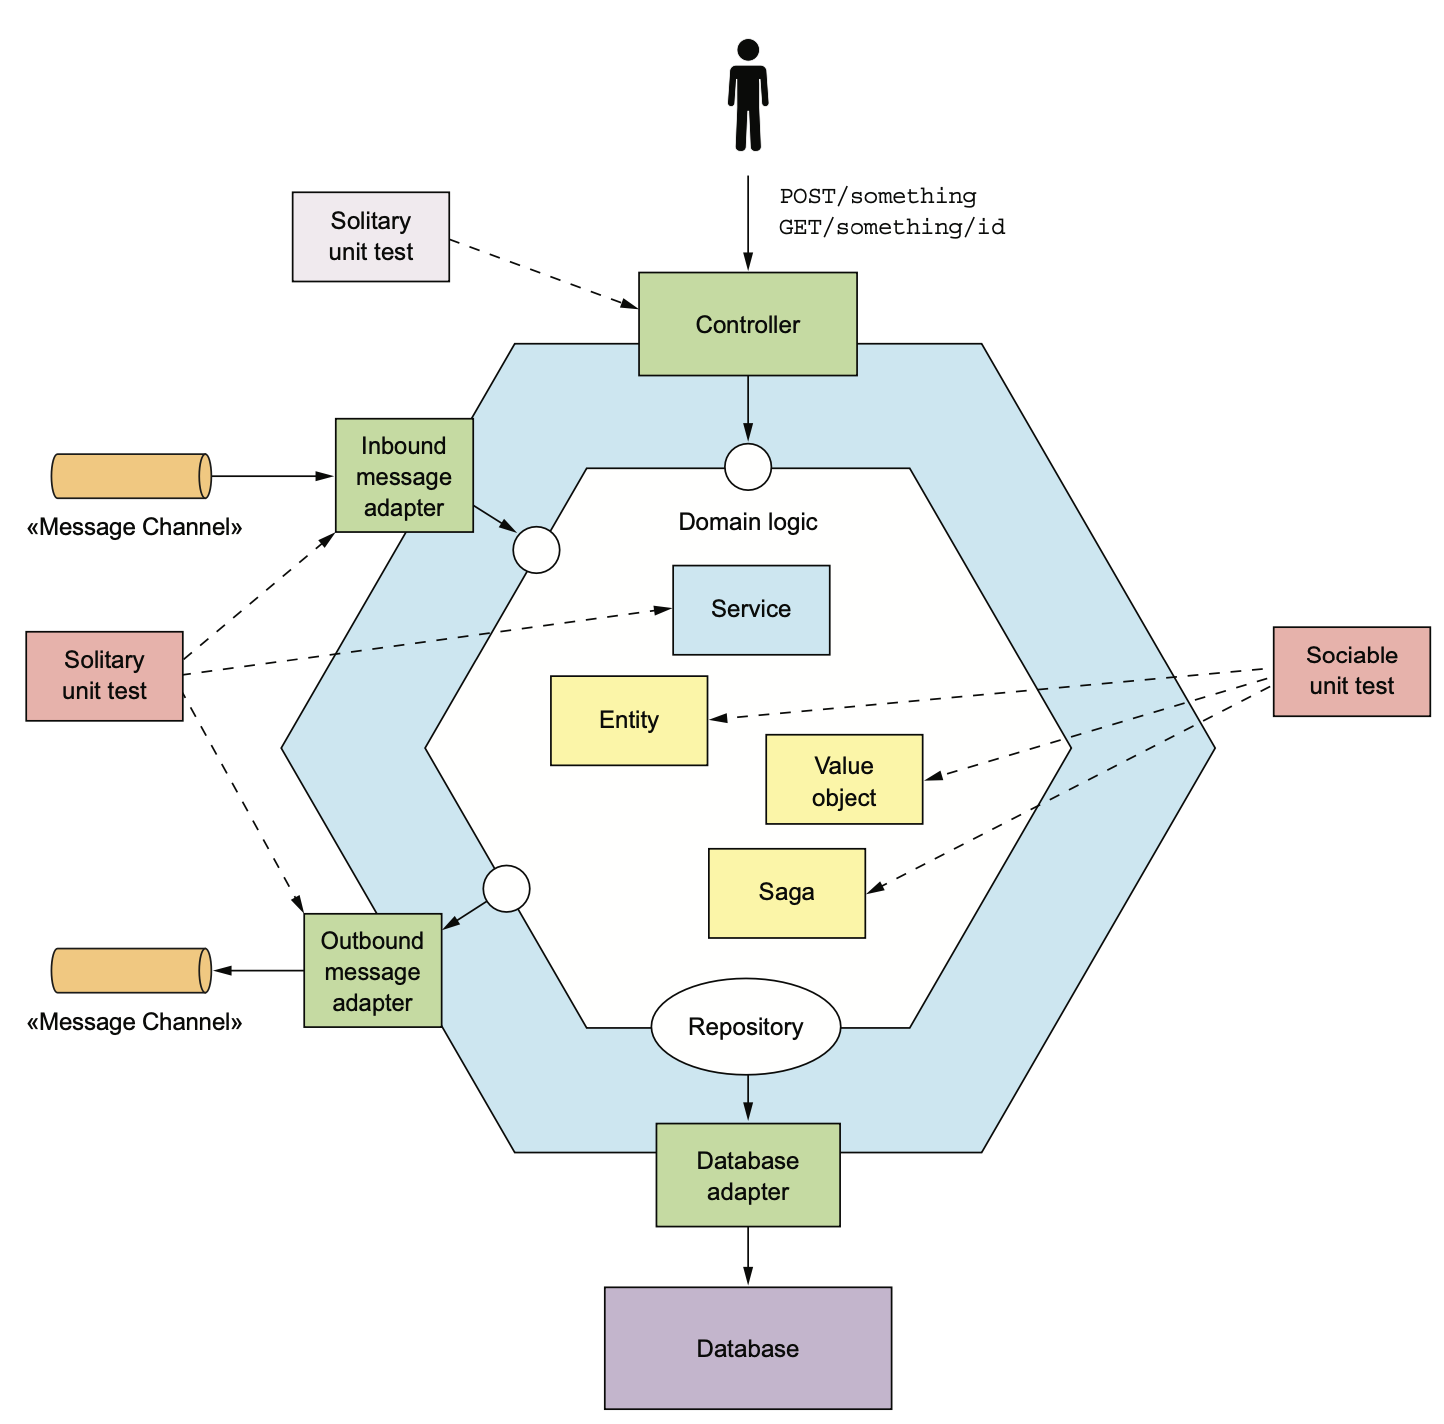 POST/something
GET/something/id
Solitary
unit test
Controller
Inbound
message
adapter
«Message Channel»
Domain logic
Service
Solitary
unit test
Sociable
unit test
Entity
Value
object
Saga
Outbound
message
adapter
«Message Channel»
Repository
Database
adapter
Database